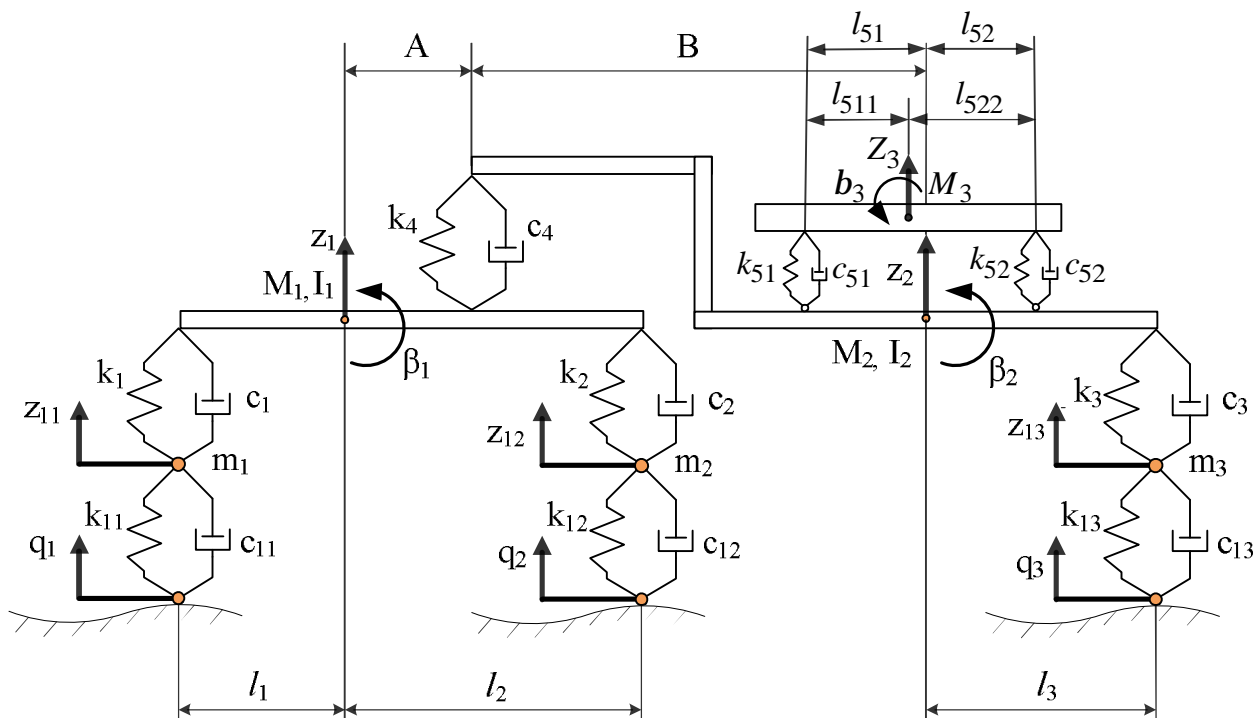 l51 l52
A B
l511 l522
Z3
b3 M3
k4 c4
z1
k51 c51 z2 k52 c52
M1, I1
β1 M2, I2 β2
k1 c1 k2 c2 k3 c3
z11 z12 z13
m1 m2 m3
k11 c11 k12 c12 k13 c13
q1 q2 q3
l1 l2 l3